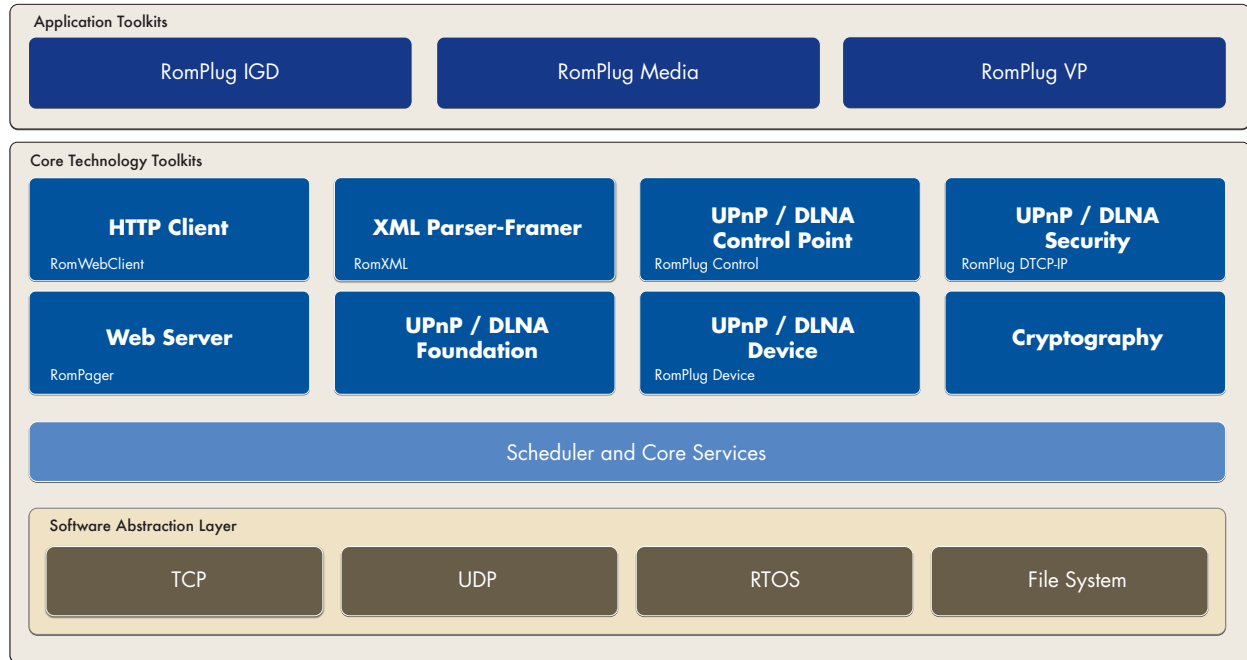 Application Toolkits
RomPlug IGD
RomPlug Media
RomPlug VP
Core Technology Toolkits
HTTP Client
RomWebClient
XML Parser-Framer
RomXML
UPnP / DLNA
Control Point
RomPlug Control
UPnP / DLNA
Security
RomPlug DTCP-IP
Web Server
RomPager
UPnP / DLNA
Foundation
UPnP / DLNA
Device
RomPlug Device
Cryptography
Scheduler and Core Services
Software Abstraction Layer
TCP
UDP
RTOS
File System